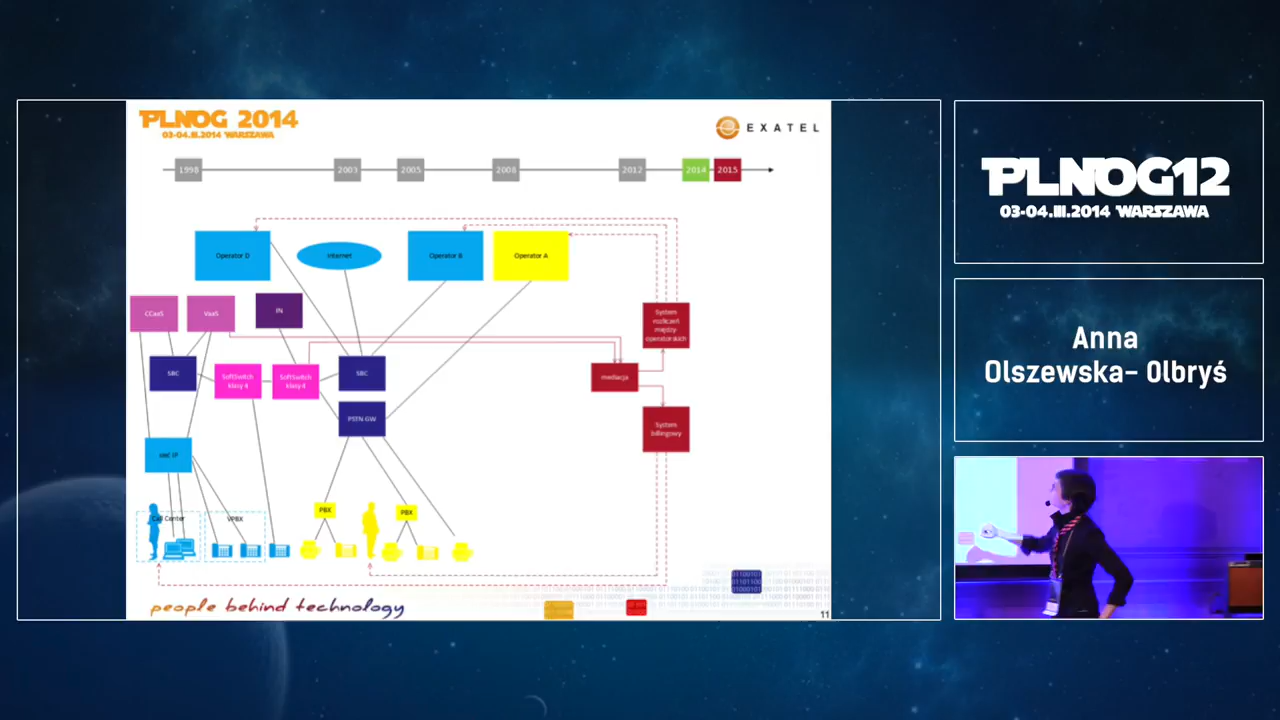 PLNOG 2014
03-04.III.2014 WARSZAWA
EXATEL
1998
2003
2005
2008
2012
2014
2015
Operator D
Internet
Operator B
Operator A
CCaaS
VaaS
IN
System
rozliczeń
między-
operatorskich
SBC
SoftSwitch
klasy 4
SoftSwitch
klasy 4
SBC
mediacja
PSTN GW
System
billingowy
sieć IP
PBX
PBX
Call Center
VPBX
people behind technology
11
PLNOG12
03-04.III.2014 WARSZAWA
Anna
Olszewska- Olbryś